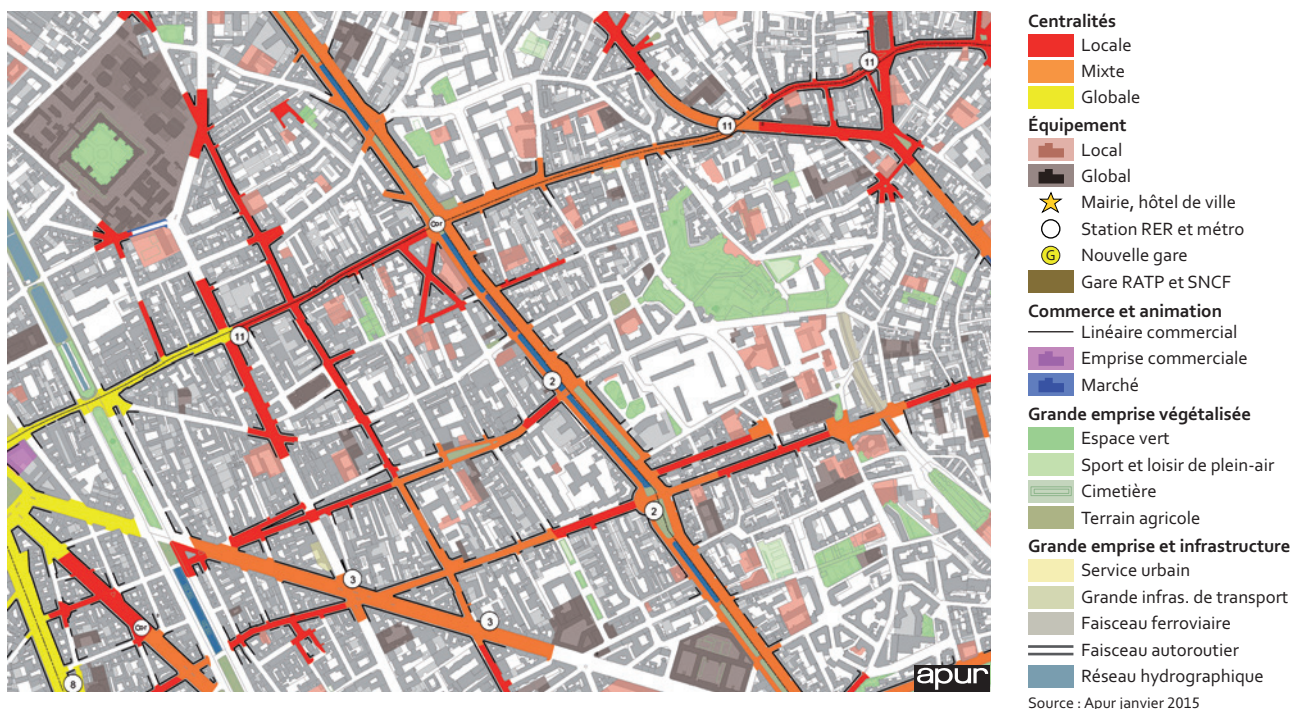 11
11
11
2
2
3
3
8
apur
Centralités
Locale
Mixte
Globale
Équipement
Local
Global
Mairie, hôtel de ville
Station RER et métro
G Nouvelle gare
Gare RATP et SNCF
Commerce et animation
Linéaire commercial
Emprise commerciale
Marché
Grande emprise végétalisée
Espace vert
Sport et loisir de plein-air
Cimetière
Terrain agricole
Grande emprise et infrastructure
Service urbain
Grande infras. de transport
Faisceau ferroviaire
Faisceau autoroutier
Réseau hydrographique
Source : Apur janvier 2015